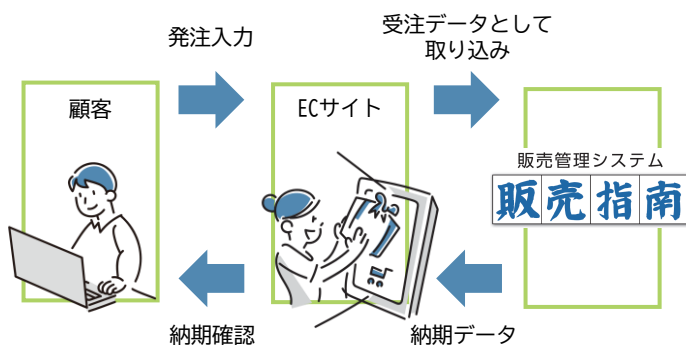 発注入力
受注データとして
取り込み
顧客
ECサイト
販売管理システム
販売指南
納期確認
納期データ